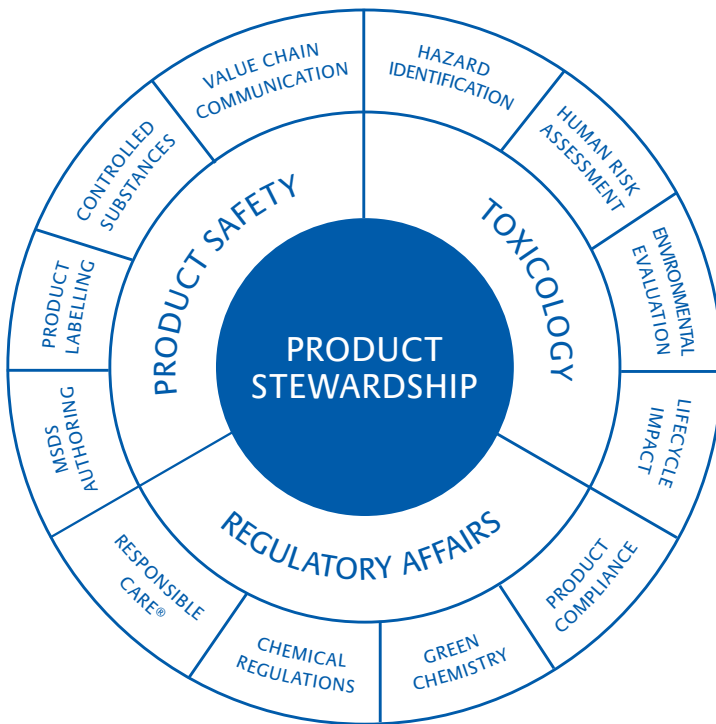 PRODUCT
STEWARDSHIP
PRODUCT SAFETY
TOXICOLOGY
REGULATORY AFFAIRS
HAZARD
IDENTIFICATION
HUMAN RISK
ASSESSMENT
ENVIRONMENTAL
EVALUATION
LIFECYCLE
IMPACT
PRODUCT
COMPLIANCE
GREEN
CHEMISTRY
CHEMICAL
REGULATIONS
RESPONSIBLE
CARE®
MSDS
AUTHORING
PRODUCT
LABELLING
CONTROLLED
SUBSTANCES
VALUE CHAIN
COMMUNICATION